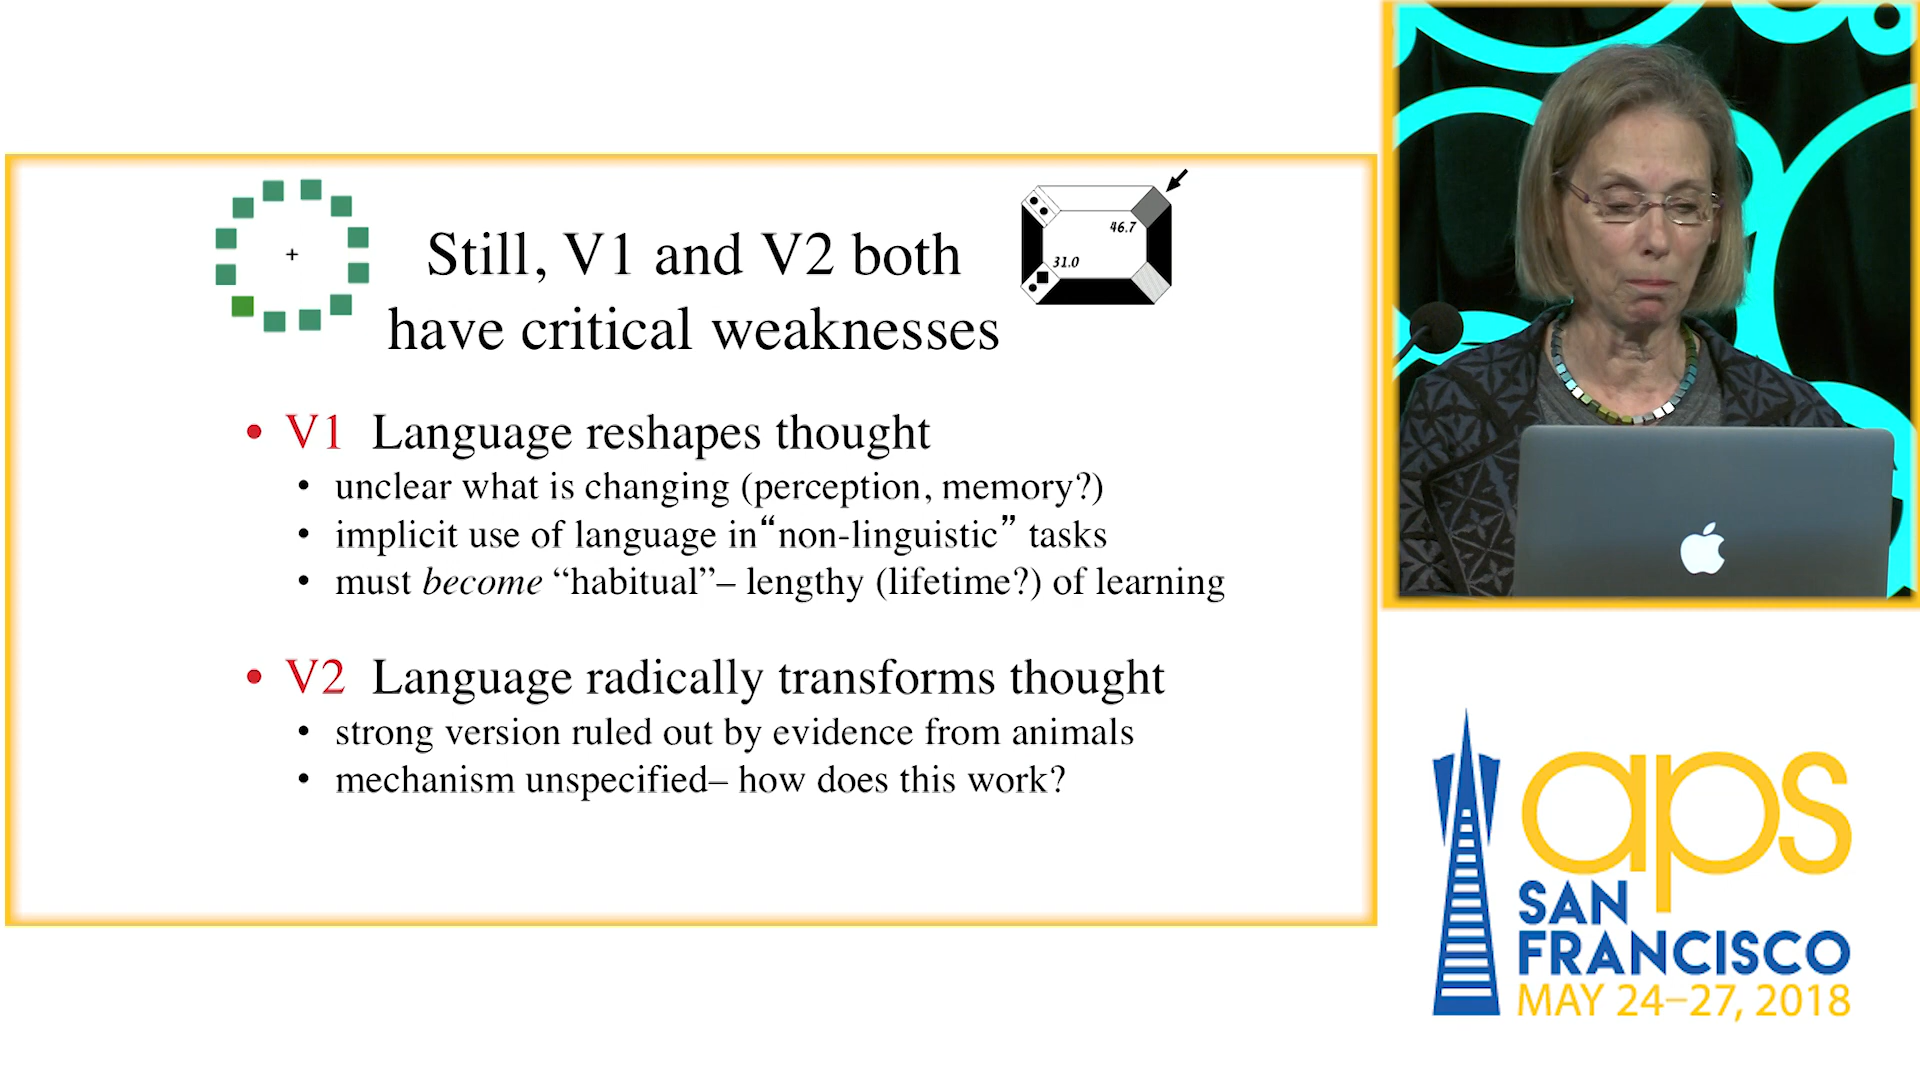 Still, V1 and V2 both
have critical weaknesses
46.7
31.0
• V1 Language reshapes thought
• unclear what is changing (perception, memory?)
• implicit use of language in“non-linguistic” tasks
• must become “habitual”– lengthy (lifetime?) of learning
• V2 Language radically transforms thought
• strong version ruled out by evidence from animals
• mechanism unspecified– how does this work?
aps
SAN
FRANCISCO
MAY 24–27, 2018